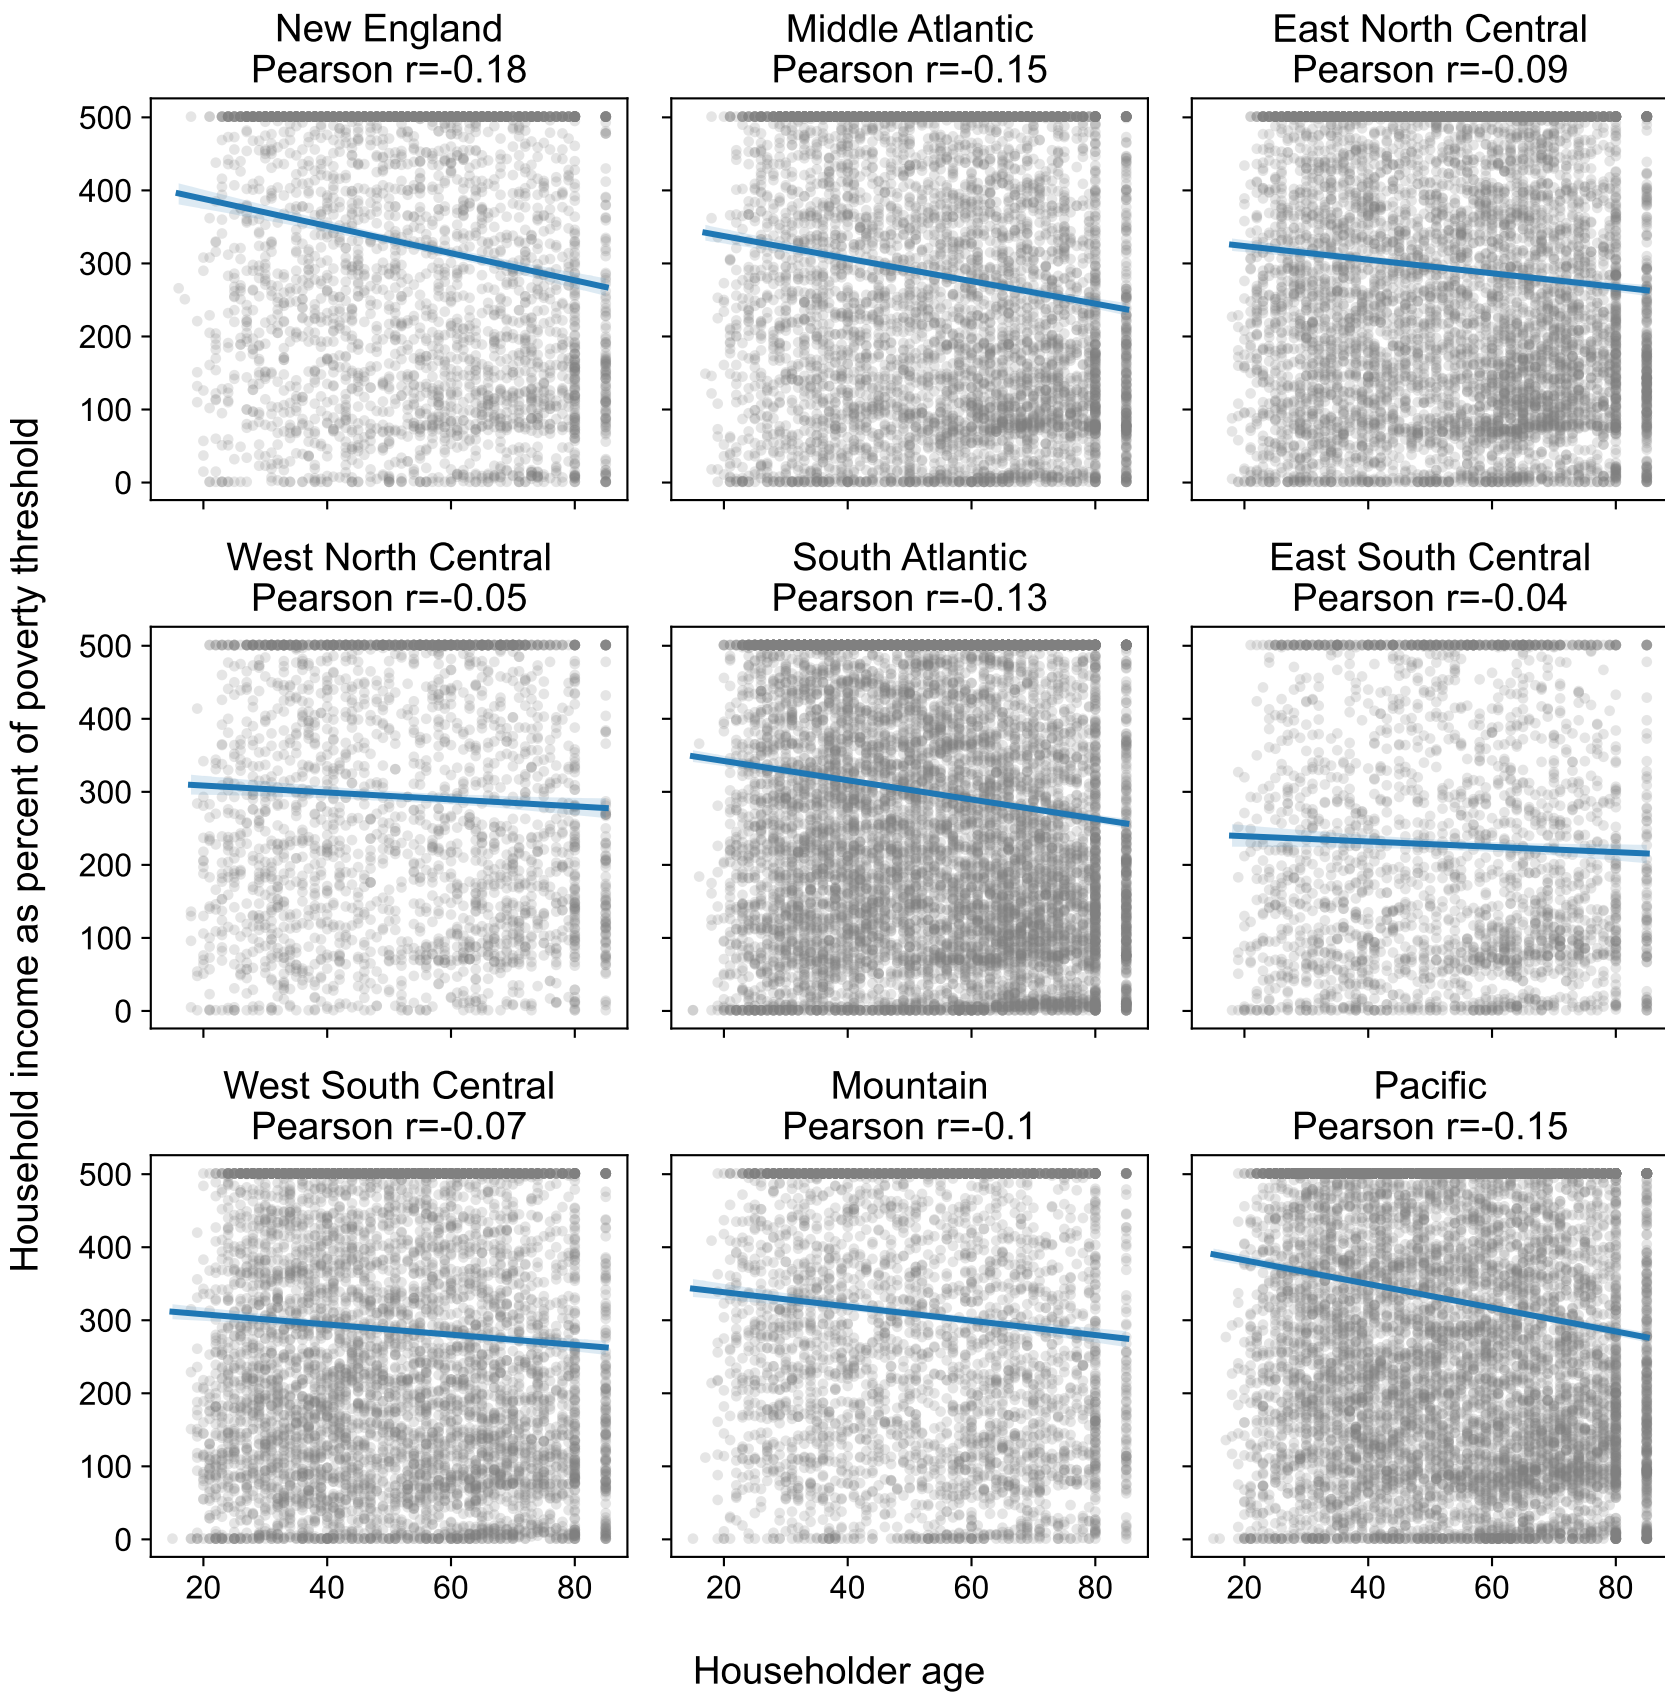 New England
Pearson r=-0.18
Middle Atlantic
Pearson r=-0.15
East North Central
Pearson r=-0.09
500
400
300
200
100
0
West North Central
Pearson r=-0.05
South Atlantic
Pearson r=-0.13
East South Central
Pearson r=-0.04
500
400
300
200
100
0
West South Central
Pearson r=-0.07
Mountain
Pearson r=-0.1
Pacific
Pearson r=-0.15
500
400
300
200
100
0
20 40 60 80
20 40 60 80
20 40 60 80
Householder age
Household income as percent of poverty threshold